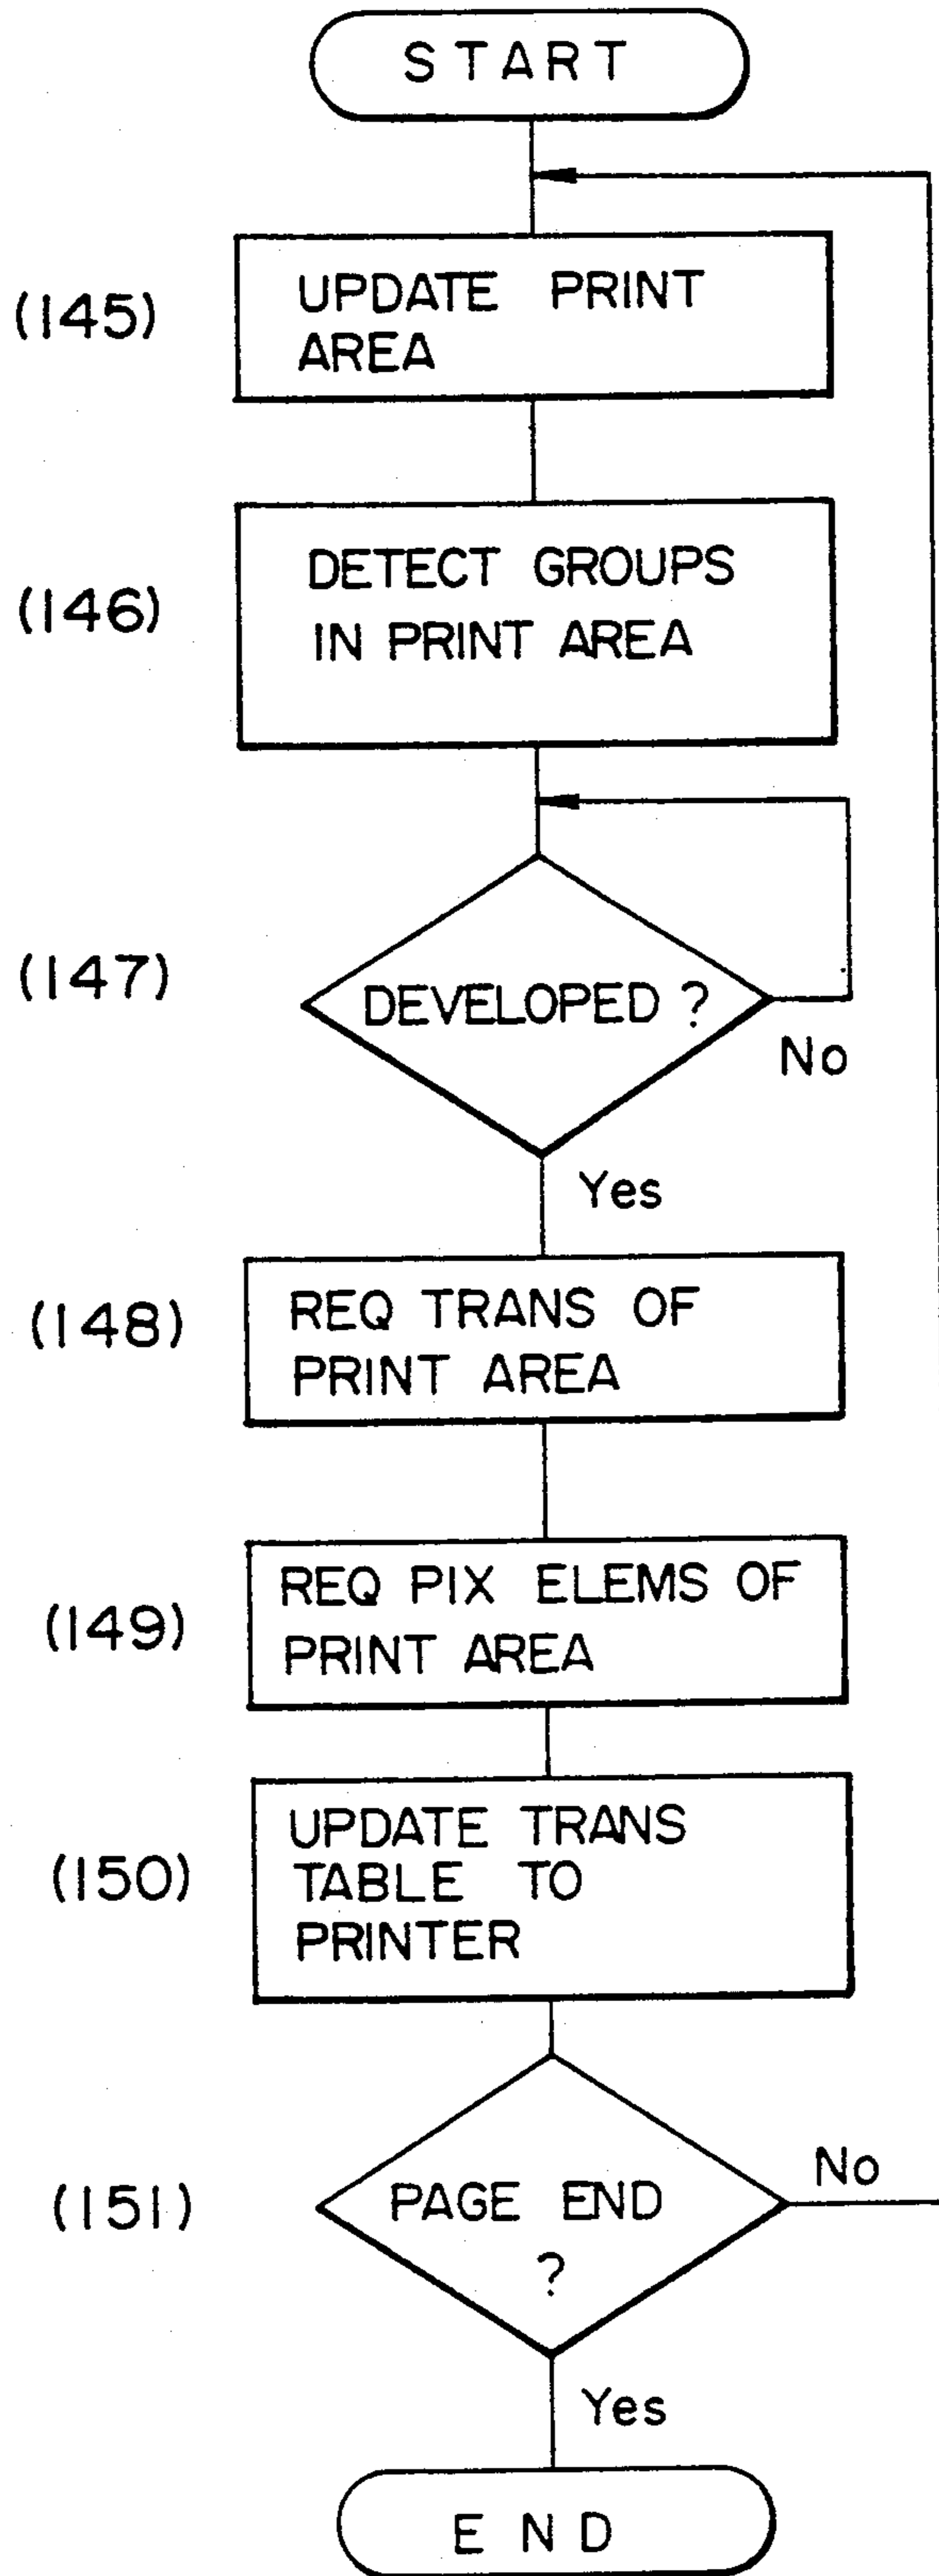 START
(145)
UPDATE PRINT
AREA
(146)
DETECT GROUPS
IN PRINT AREA
(147)
DEVELOPED ?
No
Yes
(148)
REQ TRANS OF
PRINT AREA
(149)
REQ PIX ELEMS OF
PRINT AREA
(150)
UPDATE TRANS
TABLE TO
PRINTER
(151)
PAGE END
?
No
Yes
END